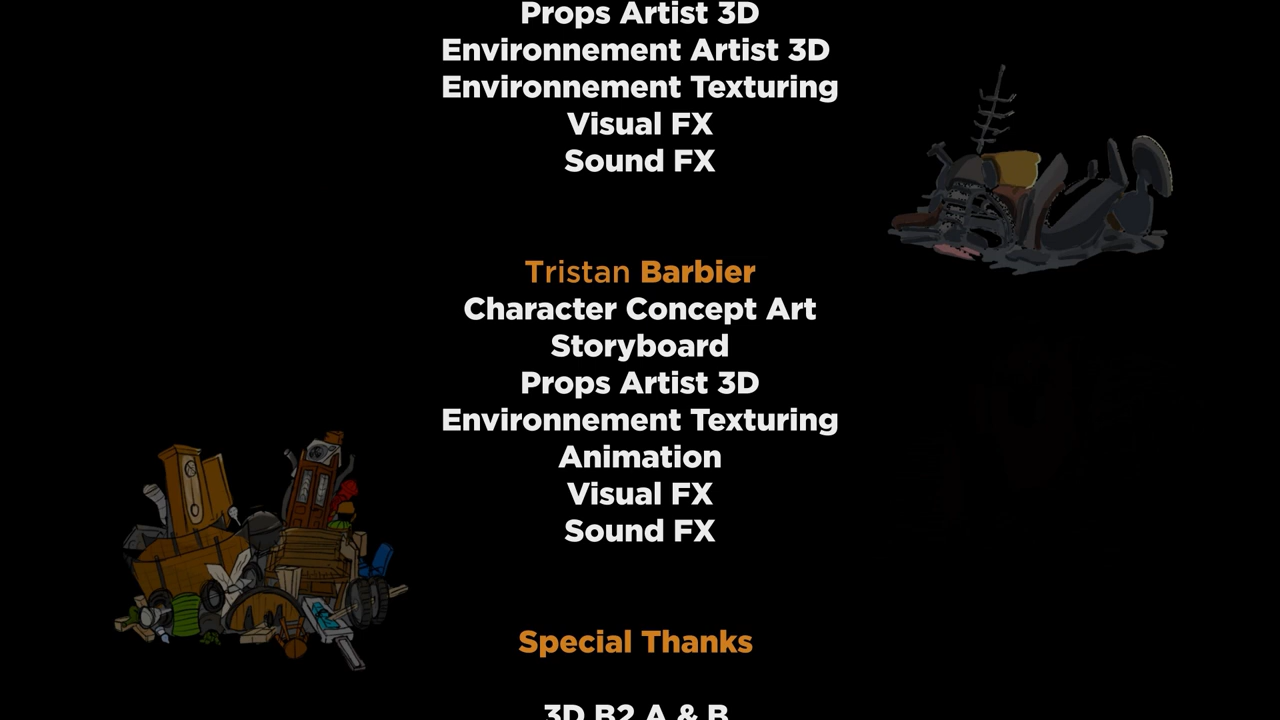 Props Artist 3D
Environnement Artist 3D
Environnement Texturing
Visual FX
Sound FX
Tristan Barbier
Character Concept Art
Storyboard
Props Artist 3D
Environnement Texturing
Animation
Visual FX
Sound FX
Special Thanks
3D B2 A & B